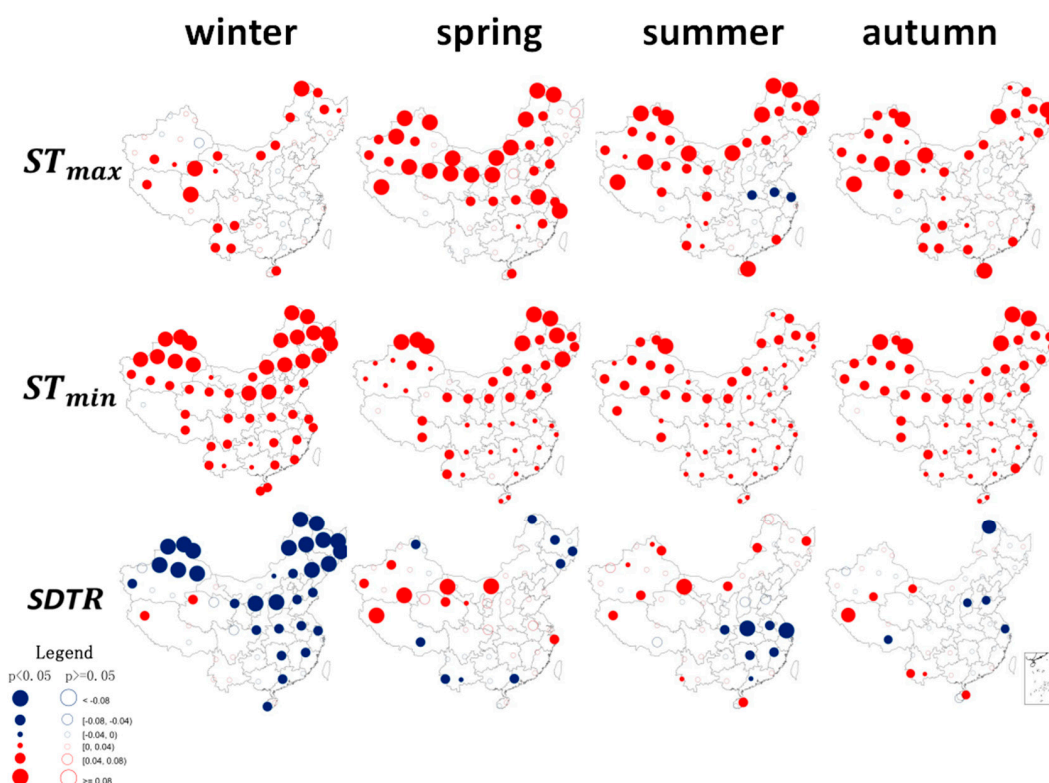 winter spring summer autumn
STmax
STmin
SDTR
Legend
p<0.05 p>=0.05
< -0.08
[-0.08, -0.04)
[-0.04, 0)
[0, 0.04)
[0.04, 0.08)
>= 0.08